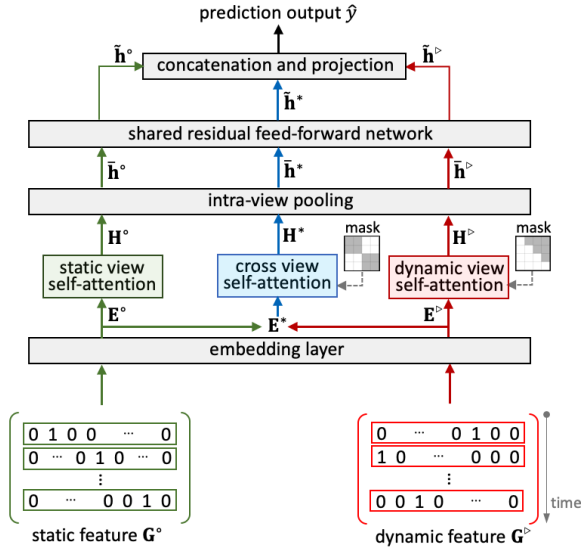 prediction output ŷ
h̃° h̃▷
concatenation and projection
h̃*
shared residual feed-forward network
h̄° h̄* h̄▷
intra-view pooling
H° H* mask H▷ mask
static view self-attention
cross view self-attention
dynamic view self-attention
E° E* E▷
embedding layer
0 1 0 0 ... 0
0 ... 0 1 0 ... 0
⋮
0 ... 0 0 1 0
static feature G°
0 ... 0 1 0 0
1 0 ... 0 0 0
⋮
0 0 1 0 ... 0
time
dynamic feature G▷